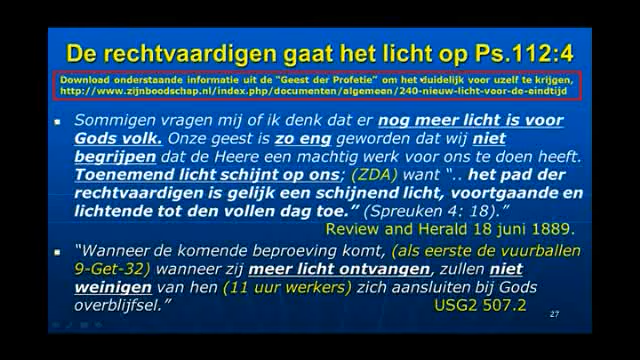 De rechtvaardigen gaat het licht op Ps.112:4
Download onderstaande informatie uit de "Geest der Profetie" om het duidelijk voor uzelf te krijgen,
http://www.zijnboodschap.nl/index.php/documenten/algemeen/240-nieuw-licht-voor-de-eindtijd
▪ Sommigen vragen mij of ik denk dat er nog meer licht is voor
Gods volk. Onze geest is zo eng geworden dat wij niet
begrijpen dat de Heere een machtig werk voor ons te doen heeft.
Toenemend licht schijnt op ons; (ZDA) want ".. het pad der
rechtvaardigen is gelijk een schijnend licht, voortgaande en
lichtende tot den vollen dag toe." (Spreuken 4: 18)."
Review and Herald 18 juni 1889.
▪ "Wanneer de komende beproeving komt, (als eerste de vuurballen
9-Get-32) wanneer zij meer licht ontvangen, zullen niet
weinigen van hen (11 uur werkers) zich aansluiten bij Gods
overblijfsel." USG2 507.2
27